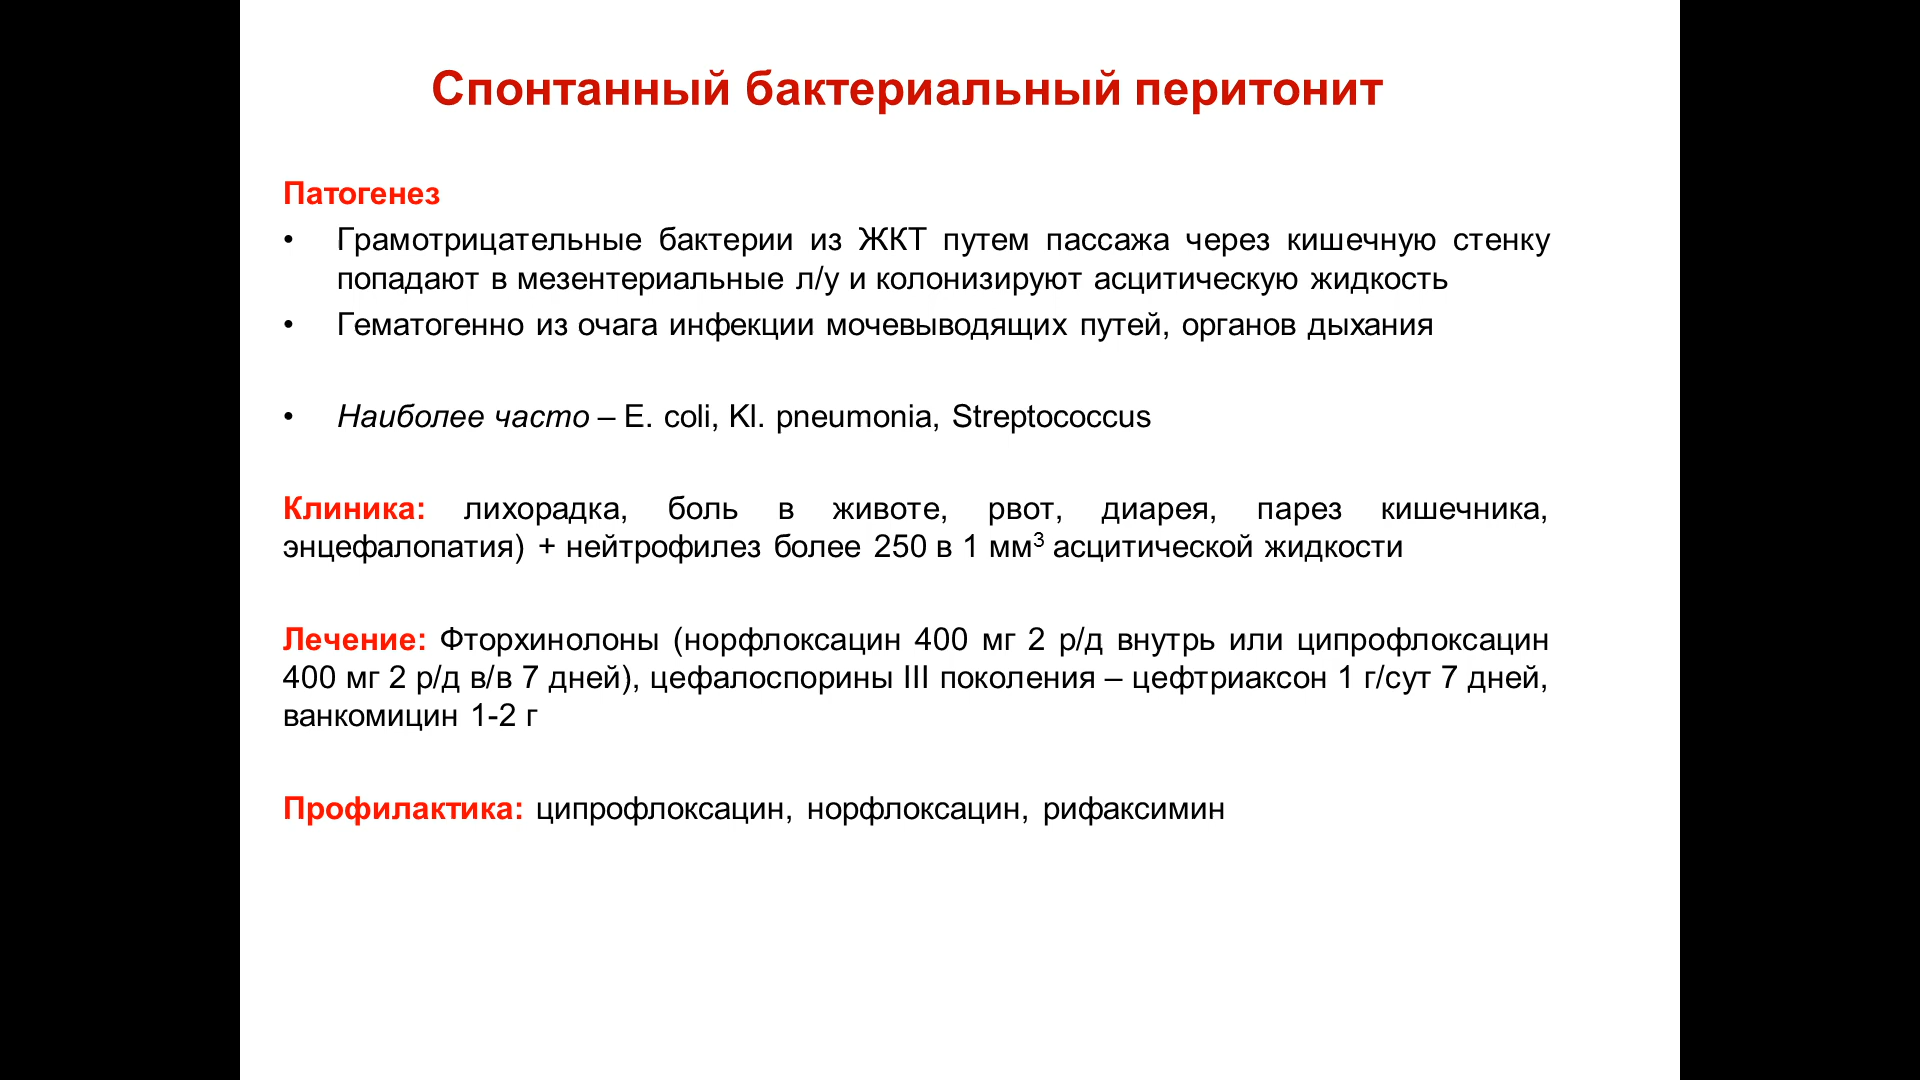 Спонтанный бактериальный перитонит
Патогенез
• Грамотрицательные бактерии из ЖКТ путем пассажа через кишечную стенку
попадают в мезентериальные л/у и колонизируют асцитическую жидкость
• Гематогенно из очага инфекции мочевыводящих путей, органов дыхания
• Наиболее часто – E. coli, Kl. pneumonia, Streptococcus
Клиника: лихорадка, боль в животе, рвот, диарея, парез кишечника,
энцефалопатия) + нейтрофилез более 250 в 1 мм³ асцитической жидкости
Лечение: Фторхинолоны (норфлоксацин 400 мг 2 р/д внутрь или ципрофлоксацин
400 мг 2 р/д в/в 7 дней), цефалоспорины III поколения – цефтриаксон 1 г/сут 7 дней,
ванкомицин 1-2 г
Профилактика: ципрофлоксацин, норфлоксацин, рифаксимин